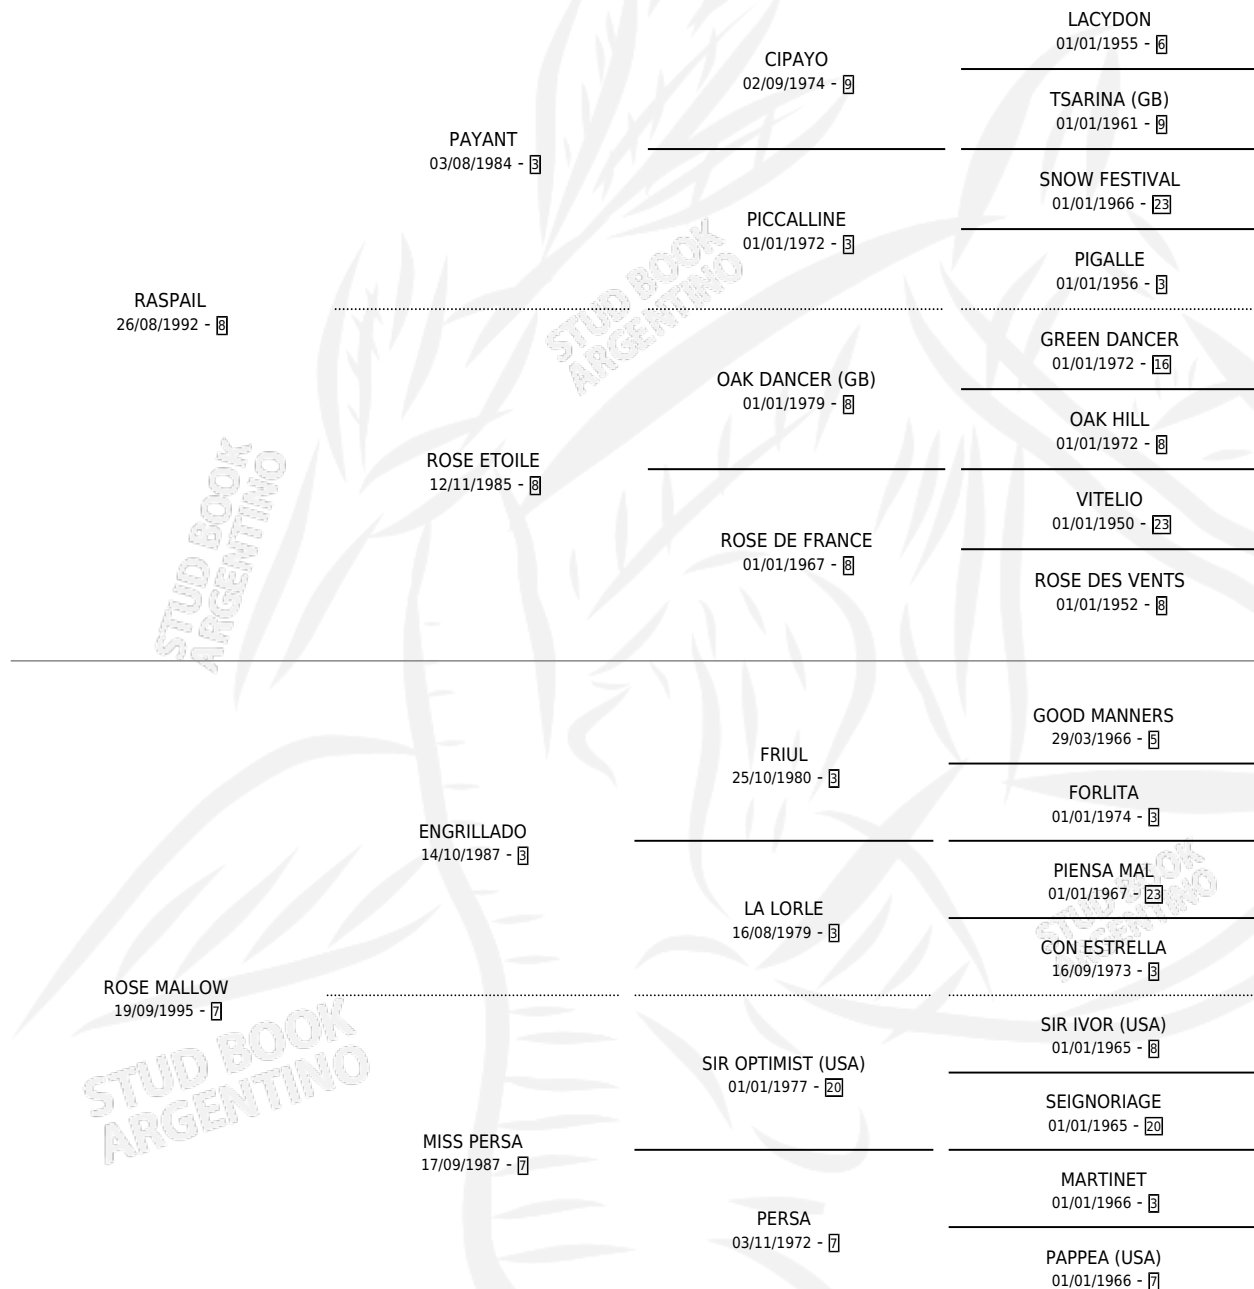 LACYDON
01/01/1955 - 6
CIPAYO
02/09/1974 - 9
TSARINA (GB)
01/01/1961 - 9
PAYANT
03/08/1984 - 3
SNOW FESTIVAL
01/01/1966 - 23
PICCALLINE
01/01/1972 - 3
PIGALLE
01/01/1956 - 3
RASPAIL
26/08/1992 - 8
GREEN DANCER
01/01/1972 - 16
OAK DANCER (GB)
01/01/1979 - 8
OAK HILL
01/01/1972 - 8
ROSE ETOILE
12/11/1985 - 8
VITELIO
01/01/1950 - 23
ROSE DE FRANCE
01/01/1967 - 8
ROSE DES VENTS
01/01/1952 - 8
GOOD MANNERS
29/03/1966 - 5
FRIUL
25/10/1980 - 3
FORLITA
01/01/1974 - 3
ENGRILLADO
14/10/1987 - 3
PIENSA MAL
01/01/1967 - 23
LA LORLE
16/08/1979 - 3
CON ESTRELLA
16/09/1973 - 3
ROSE MALLOW
19/09/1995 - 7
SIR IVOR (USA)
01/01/1965 - 8
SIR OPTIMIST (USA)
01/01/1977 - 20
SEIGNORIAGE
01/01/1965 - 20
MISS PERSA
17/09/1987 - 7
MARTINET
01/01/1966 - 3
PERSA
03/11/1972 - 7
PAPPEA (USA)
01/01/1966 - 7
STUD BOOK
ARGENTINO
STUD BOOK
ARGENTINO
STUD BOOK
ARGENTINO
STUD BOOK
ARGENTINO